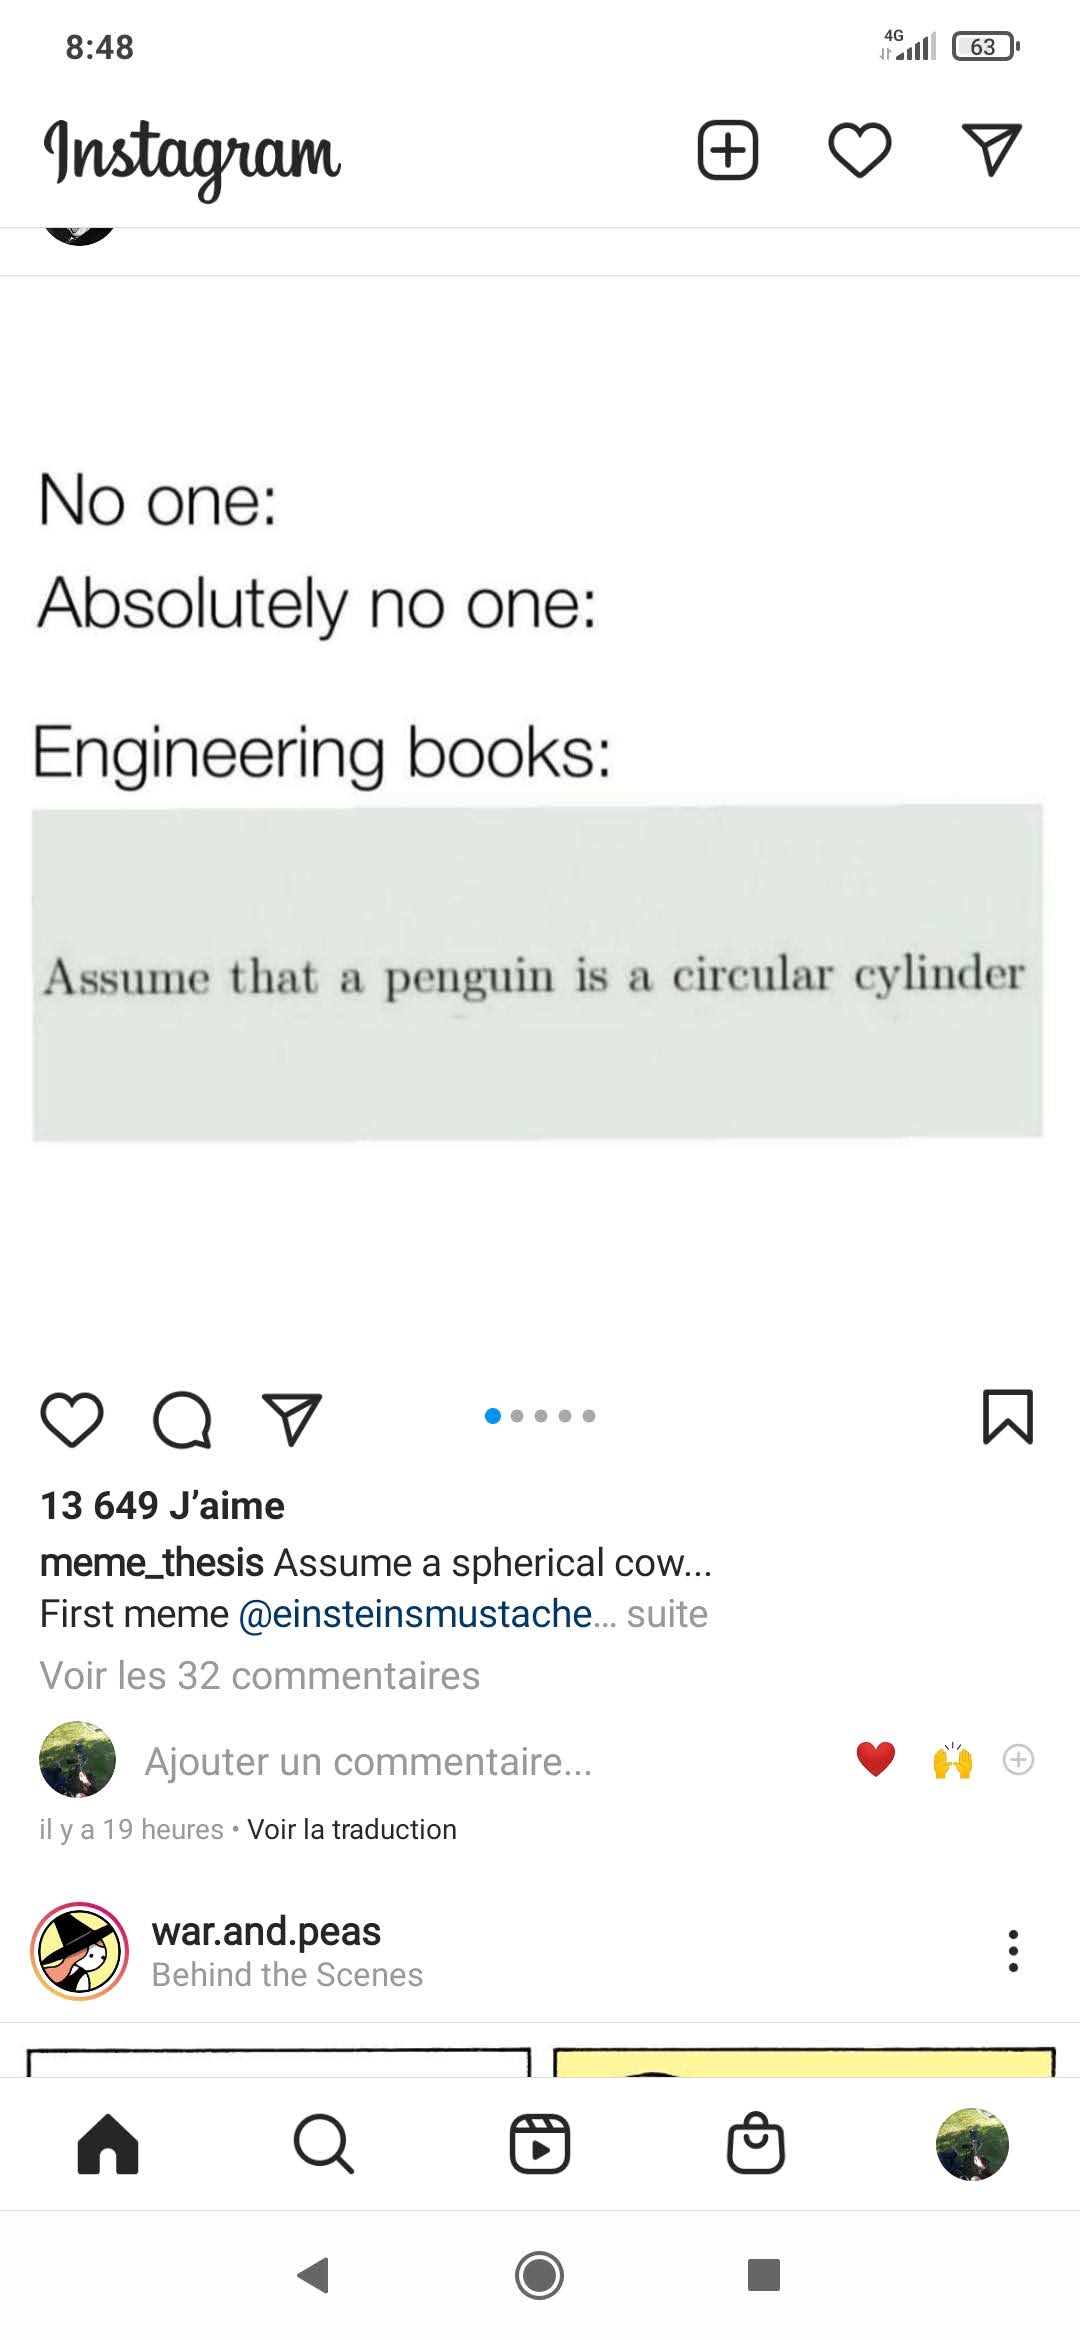 8:48
4G
63
Instagram
No one:
Absolutely no one:
Engineering books:
Assume that a penguin is a circular cylinder
13 649 J’aime
meme_thesis Assume a spherical cow...
First meme @einsteinsmustache... suite
Voir les 32 commentaires
Ajouter un commentaire...
il y a 19 heures • Voir la traduction
war.and.peas
Behind the Scenes